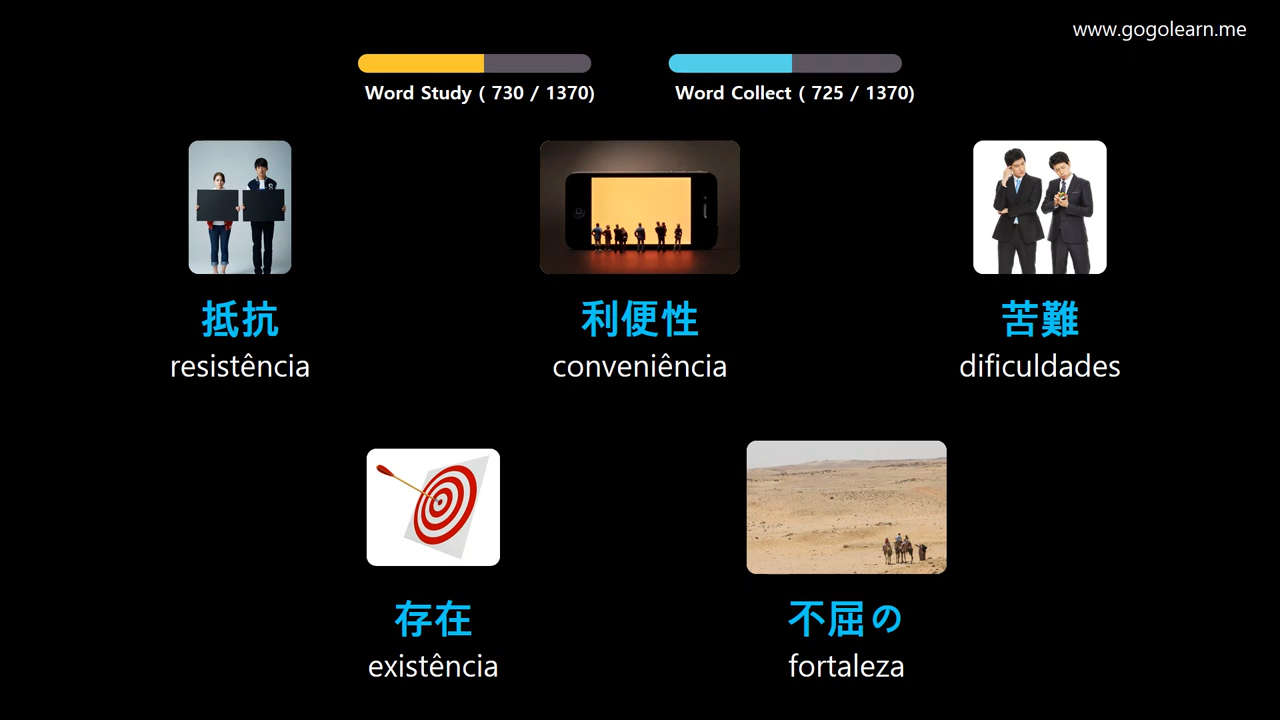 www.gogolearn.me
Word Study ( 730 / 1370)
Word Collect ( 725 / 1370)
抵抗
resistência
利便性
conveniência
苦難
dificuldades
存在
existência
不屈の
fortaleza